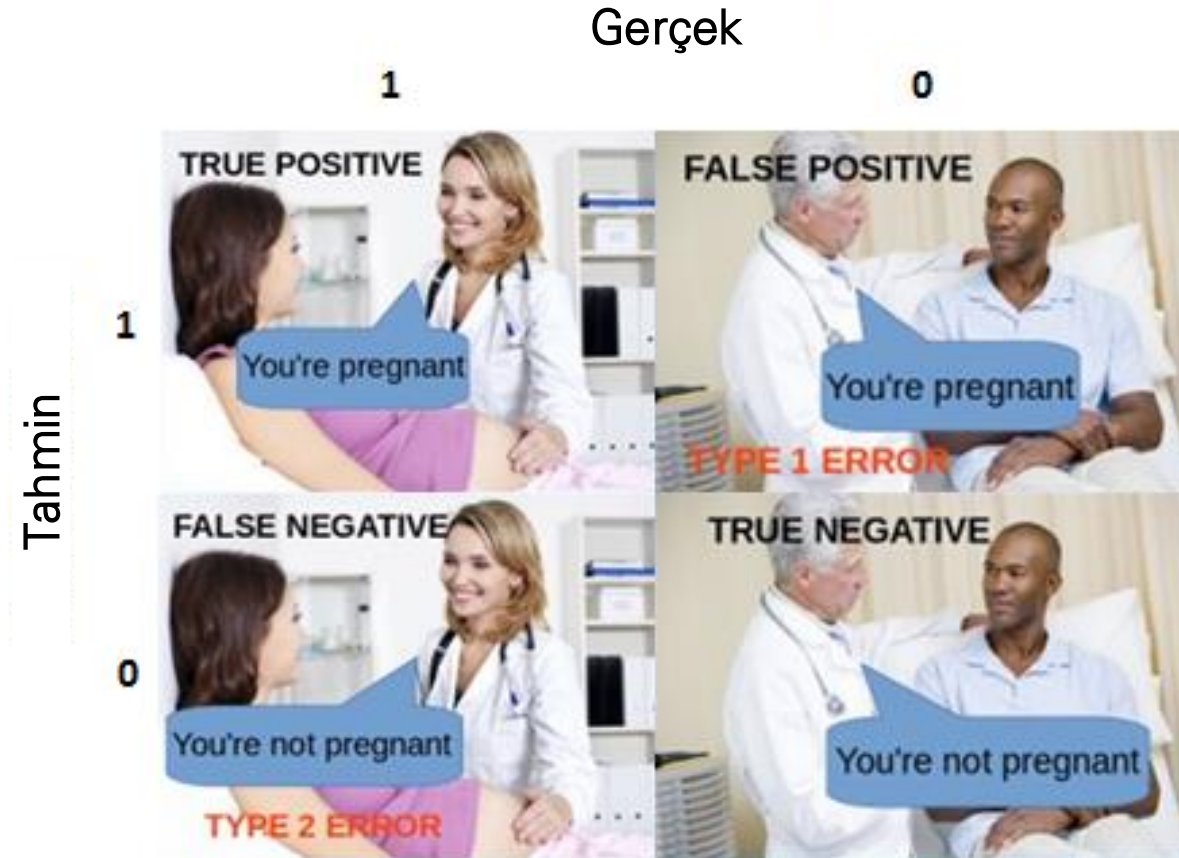 Gerçek
1
0
TRUE POSITIVE
FALSE POSITIVE
Tahmin
1
You're pregnant
You're pregnant
TYPE 1 ERROR
FALSE NEGATIVE
TRUE NEGATIVE
0
You're not pregnant
You're not pregnant
TYPE 2 ERROR